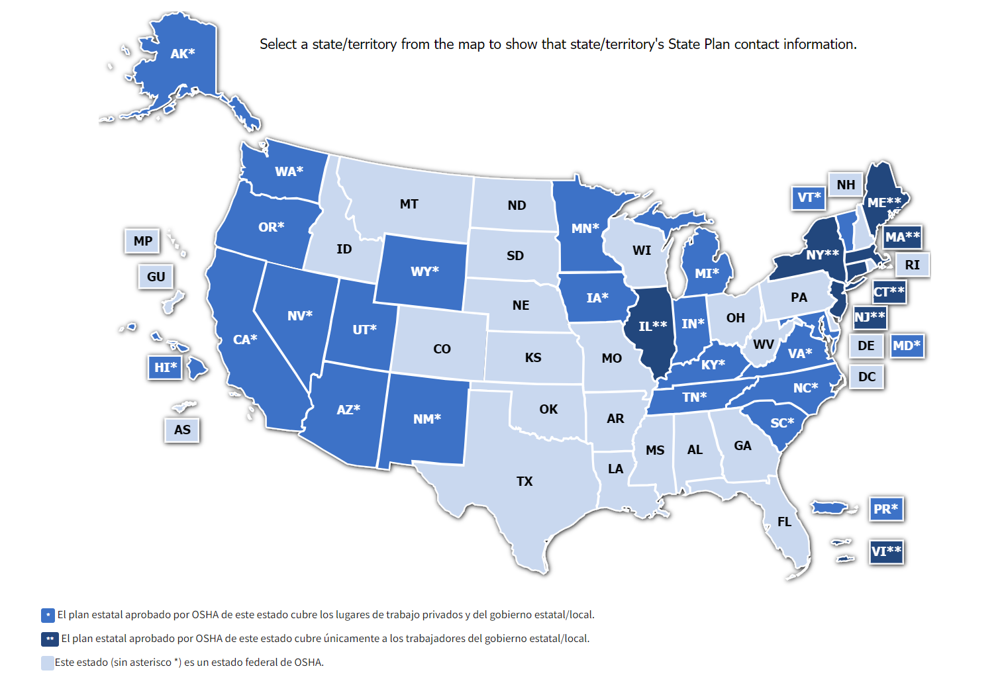 AK*
Select a state/territory from the map to show that state/territory's State Plan contact information.
WA*
MT
ND
MN*
OR*
ID
SD
WI
WY*
MI*
NH
VT*
ME**
MA**
NY**
RI
CT**
NJ**
PA
MP
GU
NV*
UT*
CA*
NE
IA*
IL**
IN*
OH
WV
VA*
DE
MD*
DC
HI*
CO
KS
MO
KY*
AS
AZ*
NM*
OK
AR
TN*
NC*
SC*
TX
LA
MS
AL
GA
FL
PR*
VI**
* El plan estatal aprobado por OSHA de este estado cubre los lugares de trabajo privados y del gobierno estatal/local.
** El plan estatal aprobado por OSHA de este estado cubre únicamente a los trabajadores del gobierno estatal/local.
Este estado (sin asterisco *) es un estado federal de OSHA.